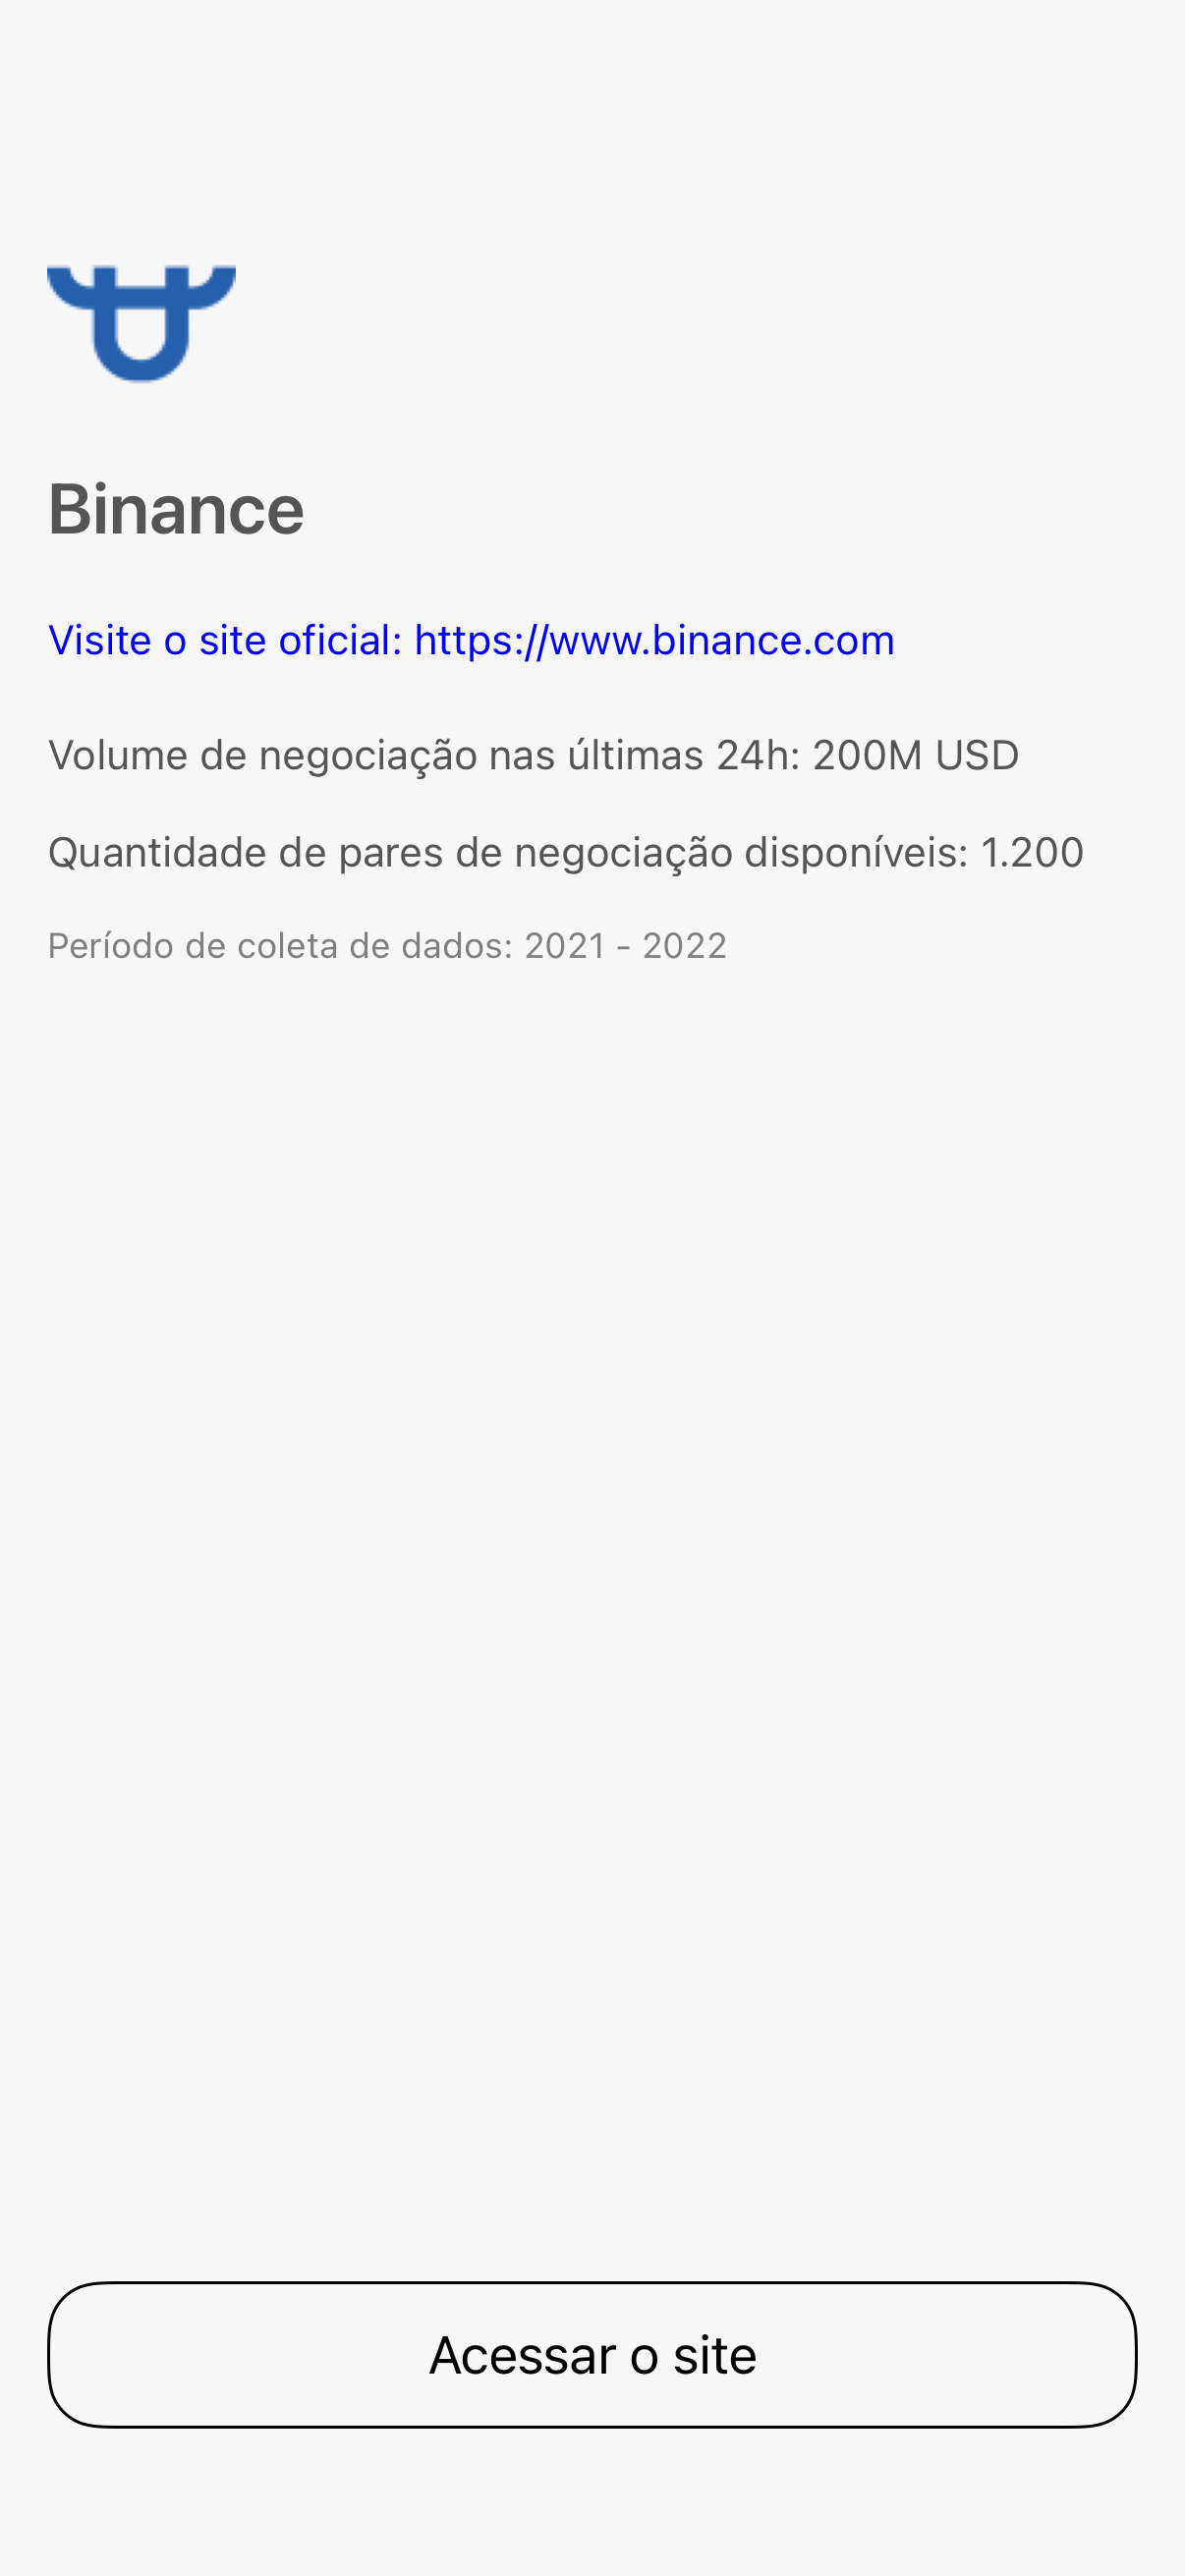 Binance
Visite o site oficial: https://www.binance.com
Volume de negociação nas últimas 24h: 200M USD
Quantidade de pares de negociação disponíveis: 1.200
Período de coleta de dados: 2021 - 2022
Acessar o site